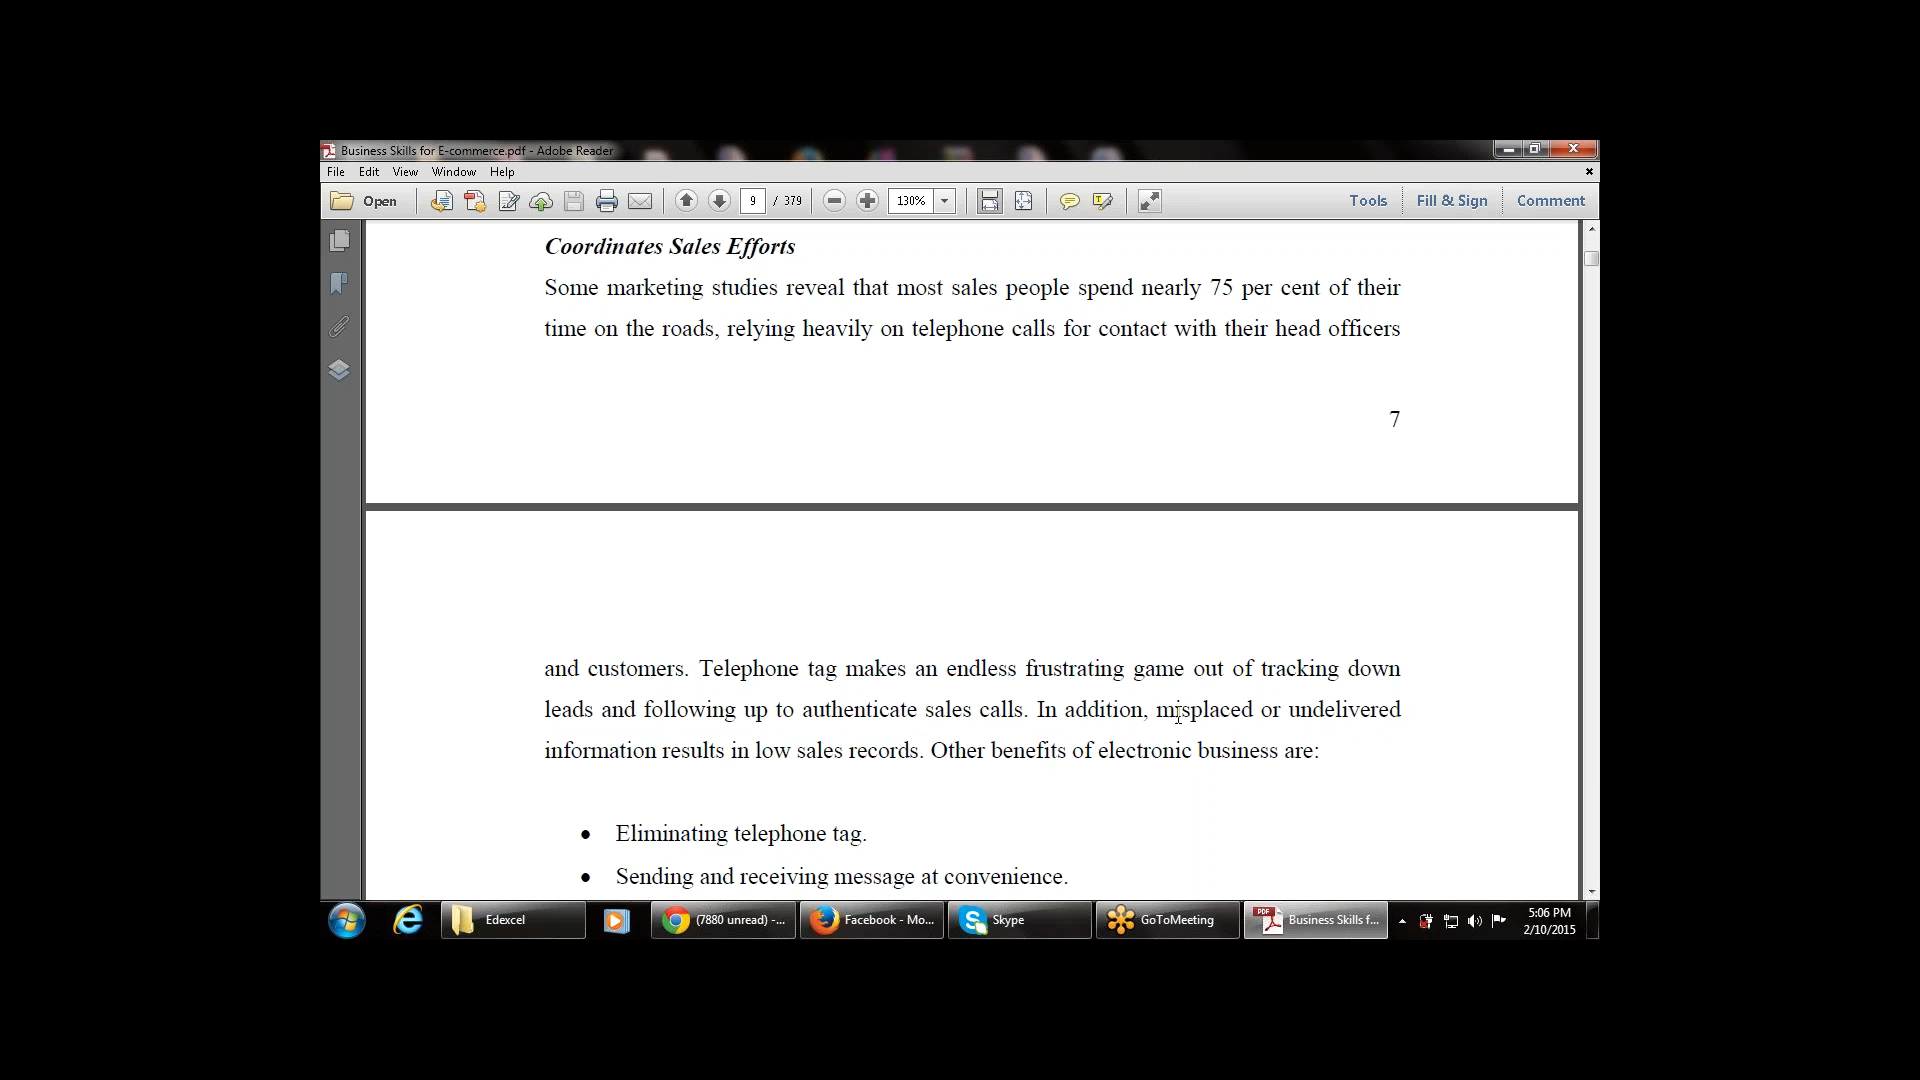 Business Skills for E-commerce.pdf - Adobe Reader
File Edit View Window Help
Open 9 / 379 130% Tools Fill & Sign Comment
Coordinates Sales Efforts
Some marketing studies reveal that most sales people spend nearly 75 per cent of their
time on the roads, relying heavily on telephone calls for contact with their head officers
7
and customers. Telephone tag makes an endless frustrating game out of tracking down
leads and following up to authenticate sales calls. In addition, misplaced or undelivered
information results in low sales records. Other benefits of electronic business are:
• Eliminating telephone tag.
• Sending and receiving message at convenience.
Edexcel (7880 unread) -... Facebook - Mo... Skype GoToMeeting PDF Business Skills f... 5:06 PM
2/10/2015